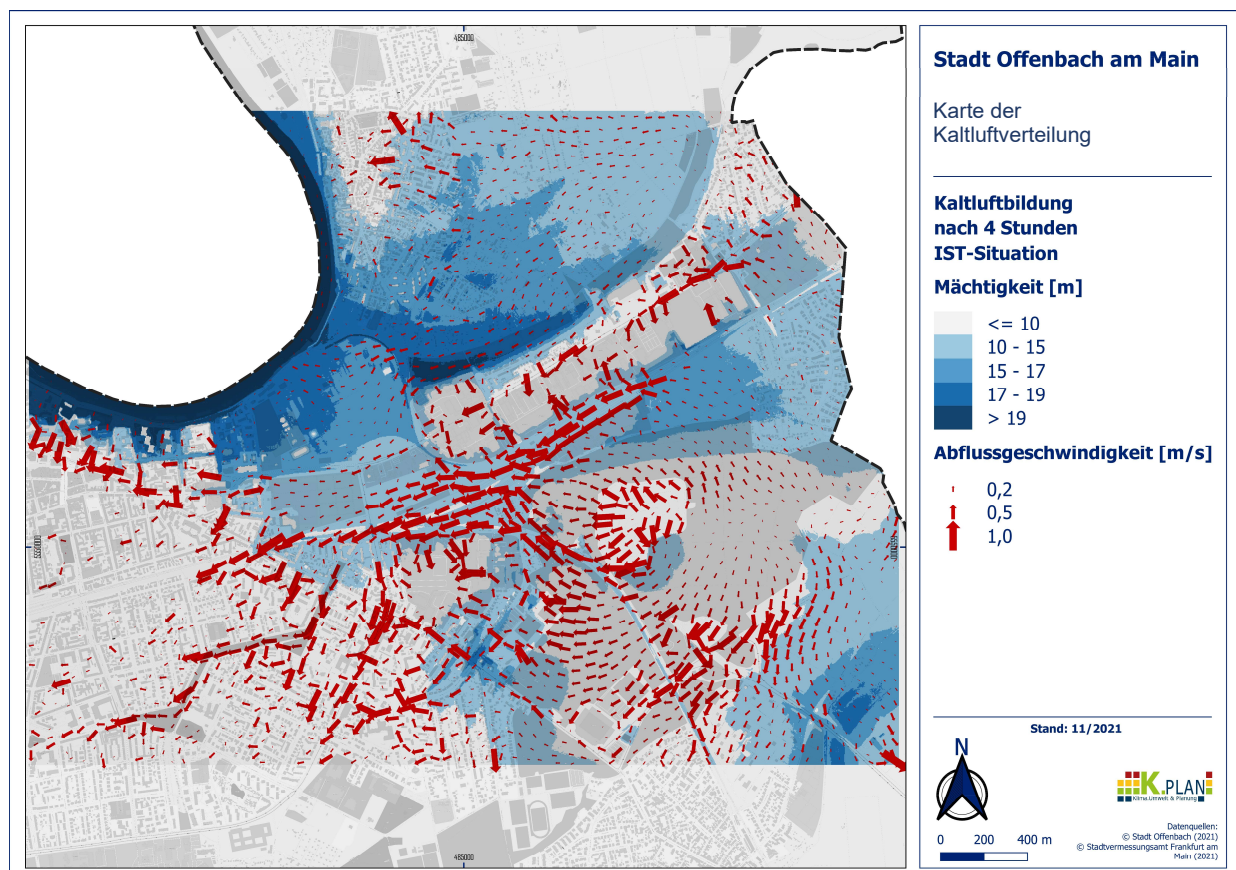 485000
Stadt Offenbach am Main
Karte der
Kaltluftverteilung
Kaltluftbildung
nach 4 Stunden
IST-Situation
Mächtigkeit [m]
<= 10
10 - 15
15 - 17
17 - 19
> 19
Abflussgeschwindigkeit [m/s]
0,2
0,5
1,0
Stand: 11/2021
N
K.PLAN
Klima.Umwelt & Planung
0 200 400 m
Datenquellen:
© Stadt Offenbach (2021)
© Stadtvermessungsamt Frankfurt am
Main (2021)
485000